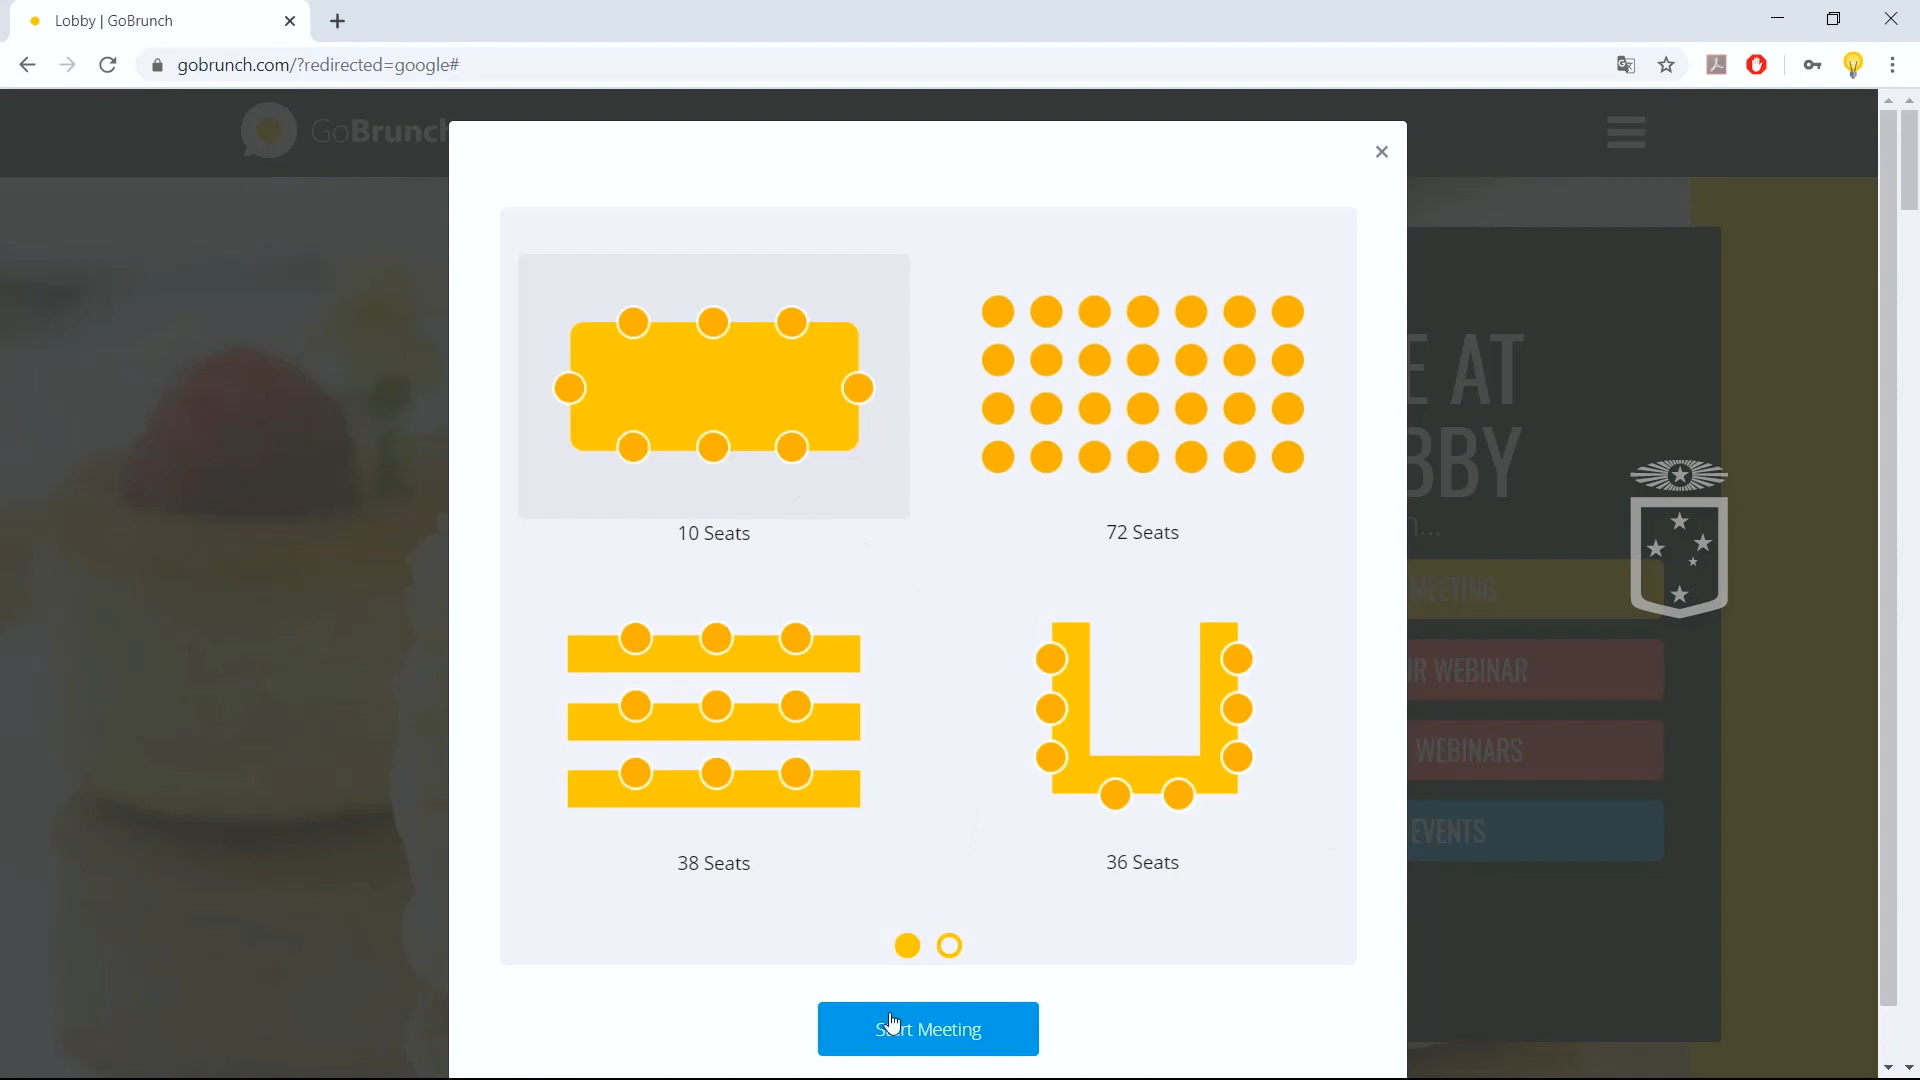 Lobby | GoBrunch
gobrunch.com/?redirected=google#
GoBrunch
AT
10 Seats
72 Seats
MEETING
WEBINAR
WEBINARS
EVENTS
38 Seats
36 Seats
Start Meeting